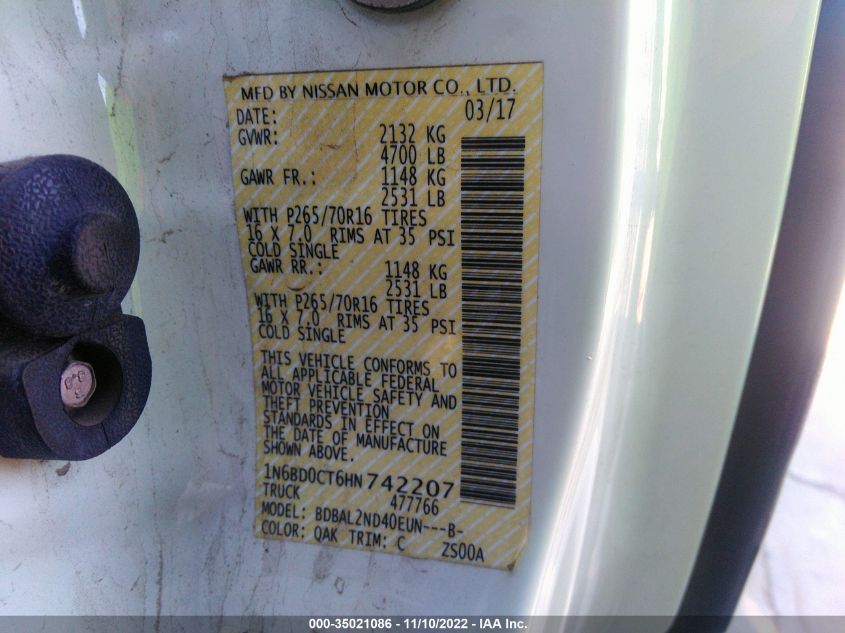 MFD BY NISSAN MOTOR CO., LTD.
DATE: 03/17
GVWR: 2132 KG
4700 LB
GAWR FR.: 1148 KG
2531 LB
WITH P265/70R16 TIRES
16 X 7.0 RIMS AT 35 PSI
COLD SINGLE
GAWR RR.: 1148 KG
2531 LB
WITH P265/70R16 TIRES
16 X 7.0 RIMS AT 35 PSI
COLD SINGLE
THIS VEHICLE CONFORMS TO
ALL APPLICABLE FEDERAL
MOTOR VEHICLE SAFETY AND
THEFT PREVENTION
STANDARDS IN EFFECT ON
THE DATE OF MANUFACTURE
SHOWN ABOVE.
1N6BD0CT6HN742207
TRUCK 477766
MODEL: BDBAL2ND40EUN---B-
COLOR: QAK TRIM: C ZS00A
000-35021086 - 11/10/2022 - IAA Inc.